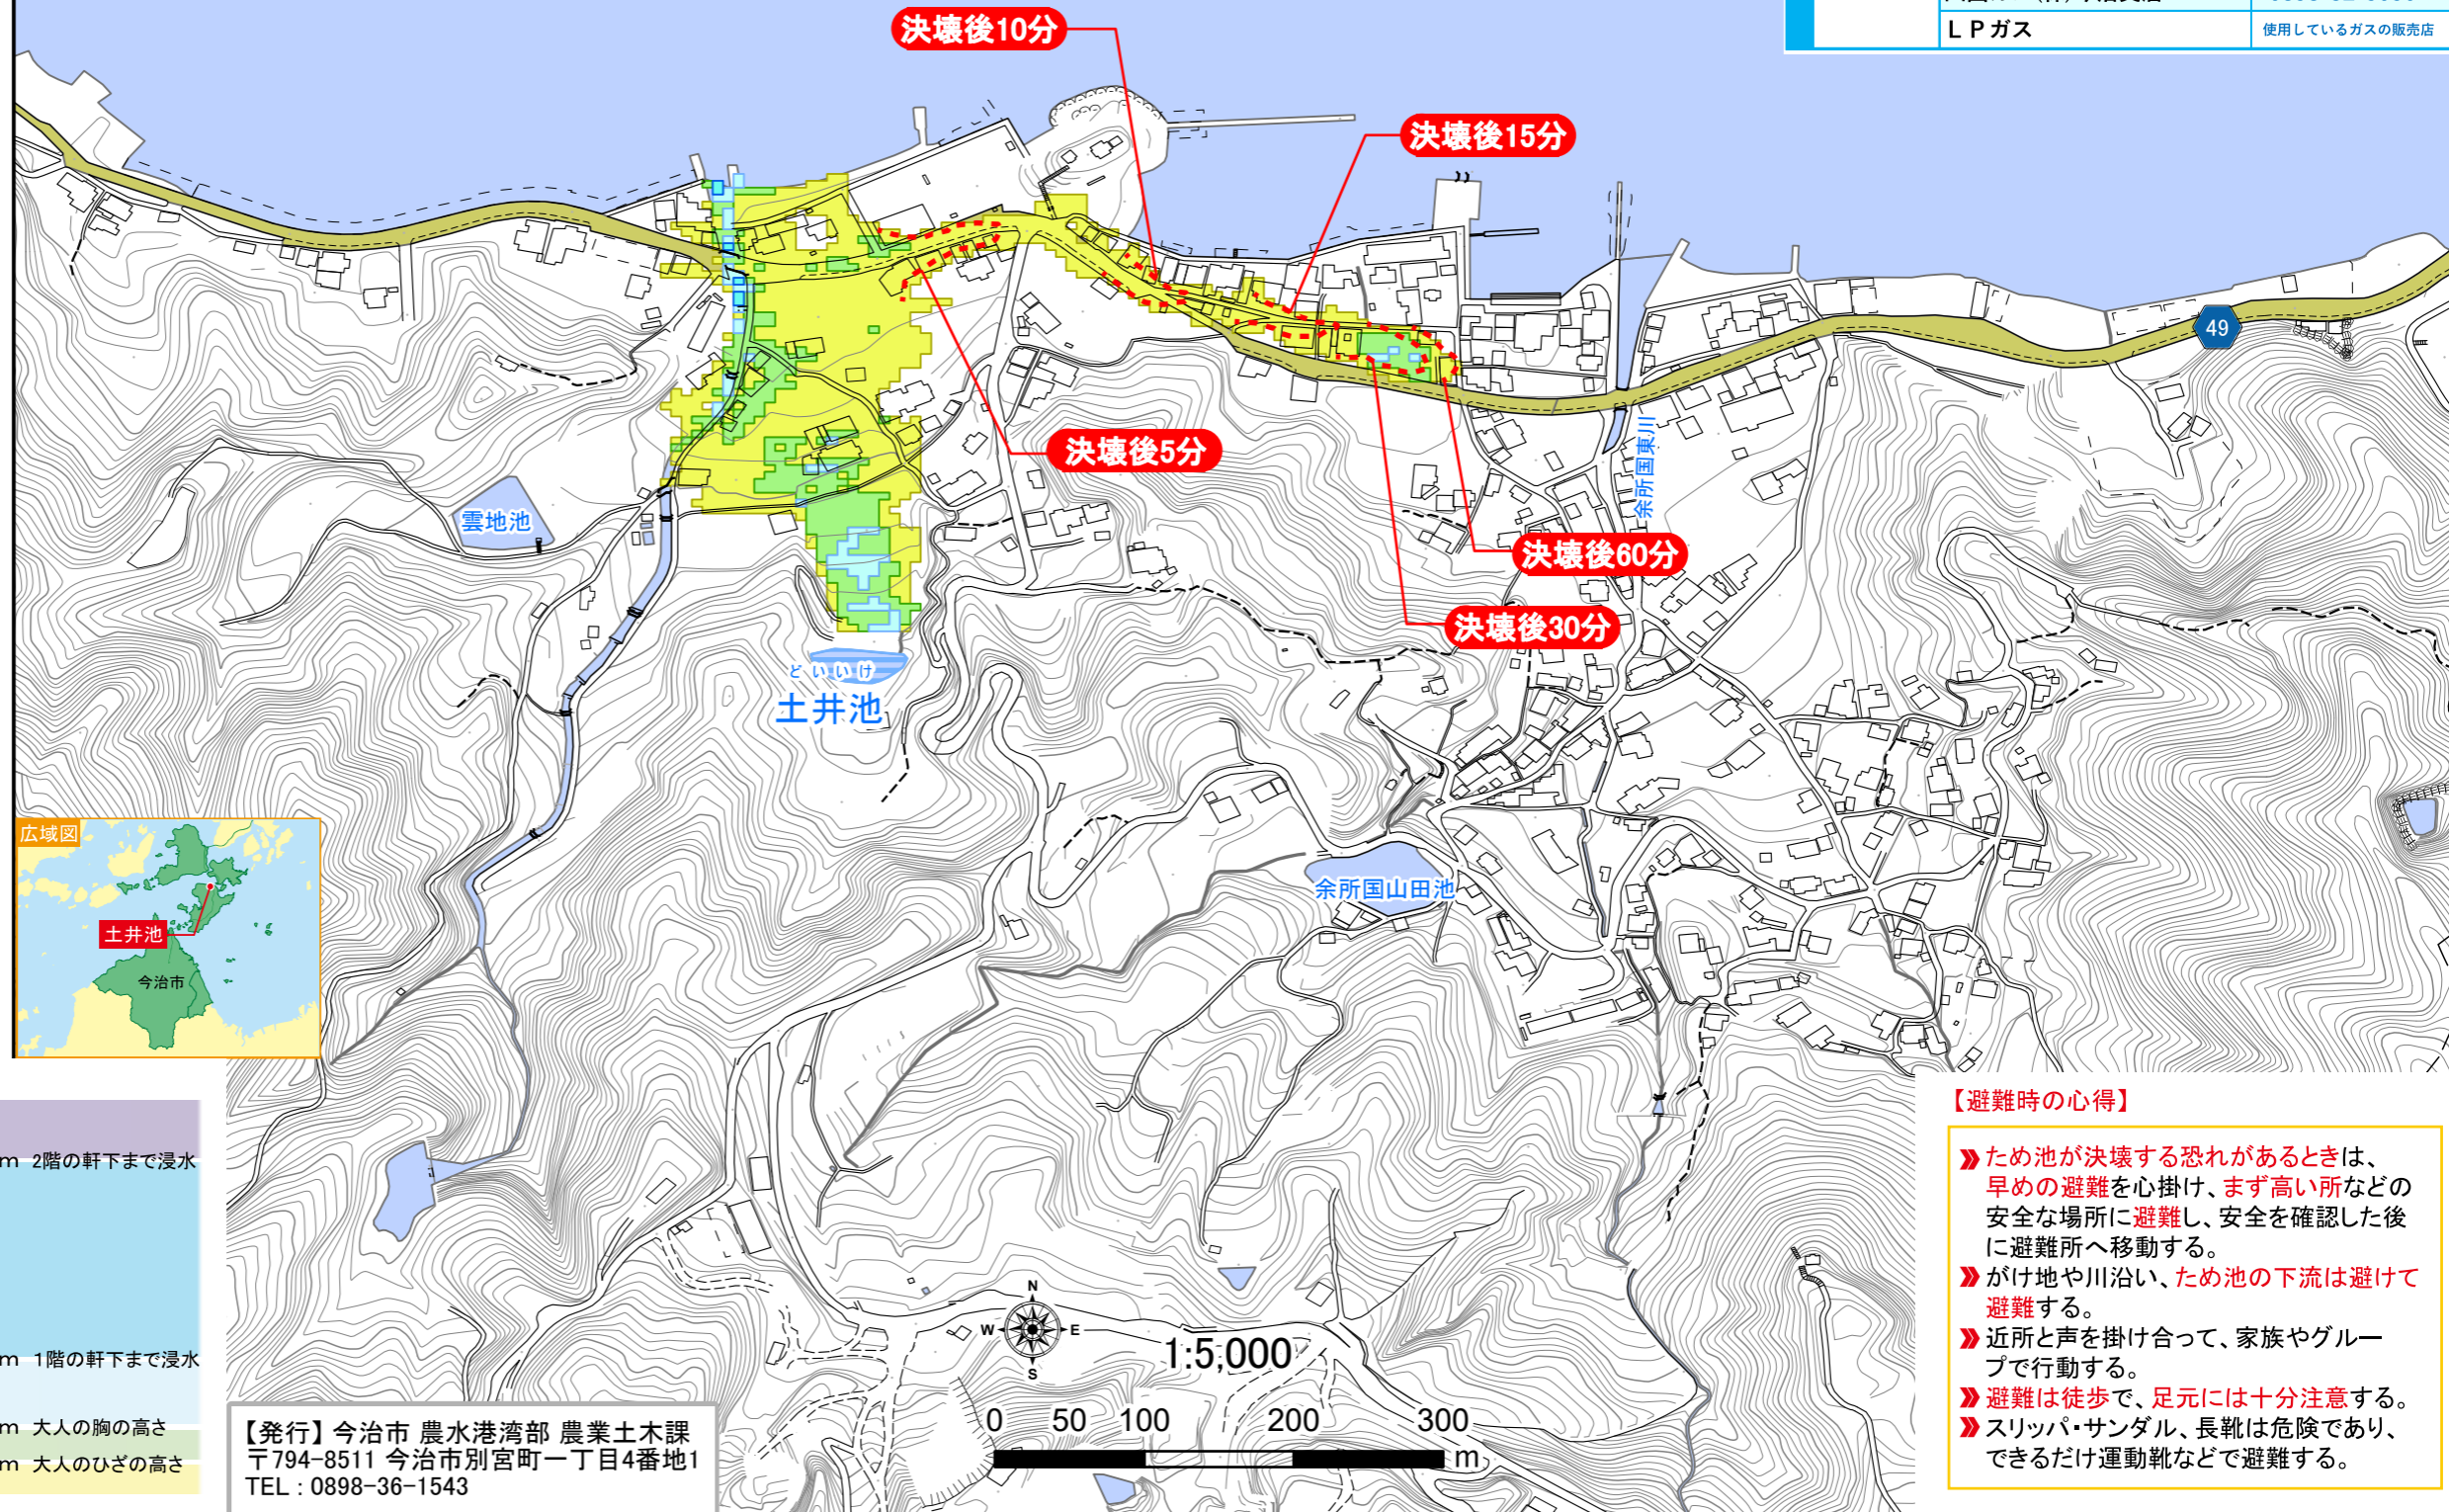 LPガス
使用しているガスの販売店
決壊後10分
決壊後15分
49
決壊後5分
余所国東川
雲地池
決壊後60分
決壊後30分
どいいけ
土井池
広域図
土井池
今治市
余所国山田池
m 2階の軒下まで浸水
m 1階の軒下まで浸水
m 大人の胸の高さ
m 大人のひざの高さ
【発行】今治市 農水港湾部 農業土木課
〒794-8511 今治市別宮町一丁目4番地1
TEL : 0898-36-1543
N
W E
S
1:5,000
0 50 100 200 300
m
【避難時の心得】
ため池が決壊する恐れがあるときは、
早めの避難を心掛け、まず高い所などの
安全な場所に避難し、安全を確認した後
に避難所へ移動する。
がけ地や川沿い、ため池の下流は避けて
避難する。
近所と声を掛け合って、家族やグルー
プで行動する。
避難は徒歩で、足元には十分注意する。
スリッパ・サンダル、長靴は危険であり、
できるだけ運動靴などで避難する。